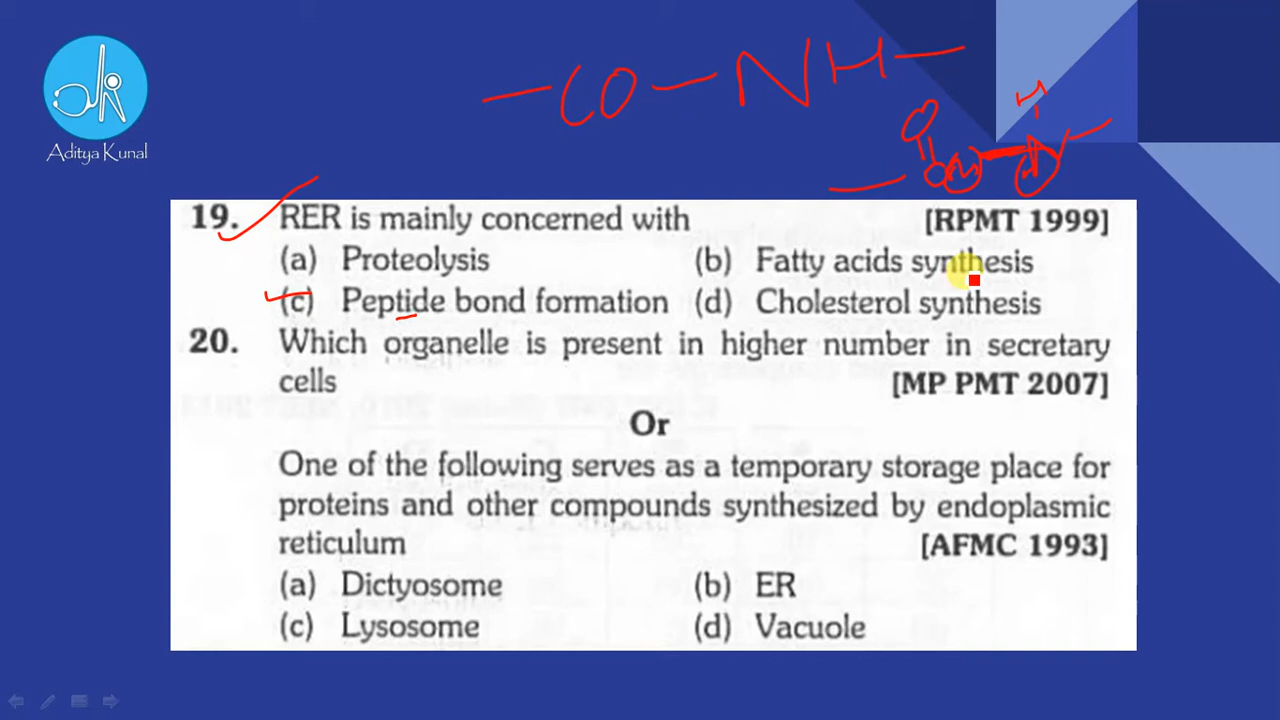 — CO — NH —
O H
Aditya Kunal
19. RER is mainly concerned with [RPMT 1999]
(a) Proteolysis (b) Fatty acids synthesis
(c) Peptide bond formation (d) Cholesterol synthesis
20. Which organelle is present in higher number in secretary
cells [MP PMT 2007]
Or
One of the following serves as a temporary storage place for
proteins and other compounds synthesized by endoplasmic
reticulum [AFMC 1993]
(a) Dictyosome (b) ER
(c) Lysosome (d) Vacuole